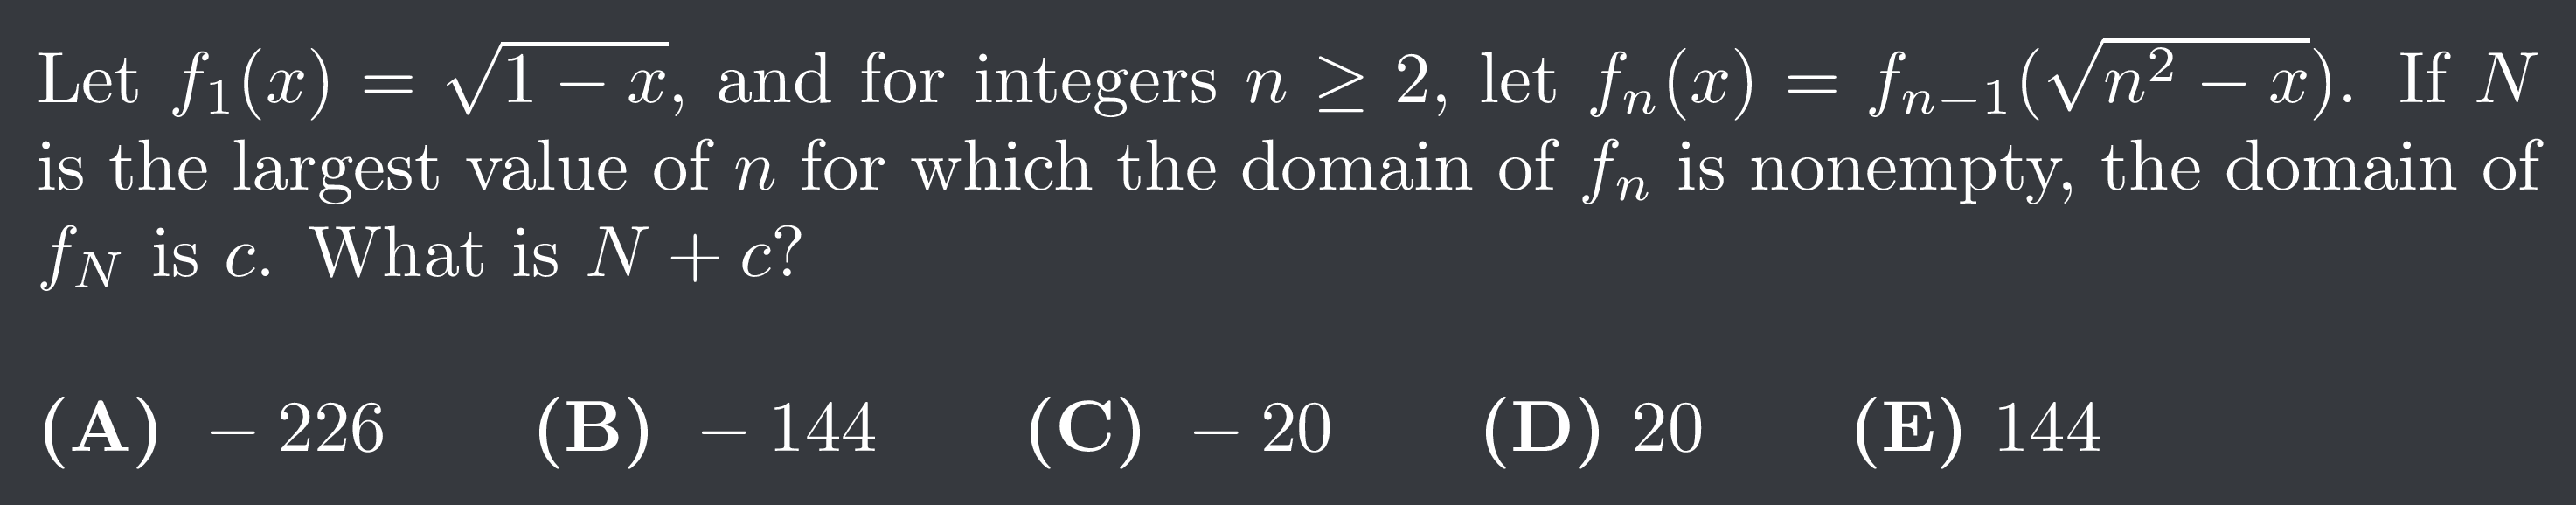 Let $f_1(x) = \sqrt{1-x}$, and for integers $n \geq 2$, let $f_n(x) = f_{n-1}(\sqrt{n^2 - x})$. If $N$
is the largest value of $n$ for which the domain of $f_n$ is nonempty, the domain of
$f_N$ is $c$. What is $N + c$?
(A) − 226 (B) − 144 (C) − 20 (D) 20 (E) 144